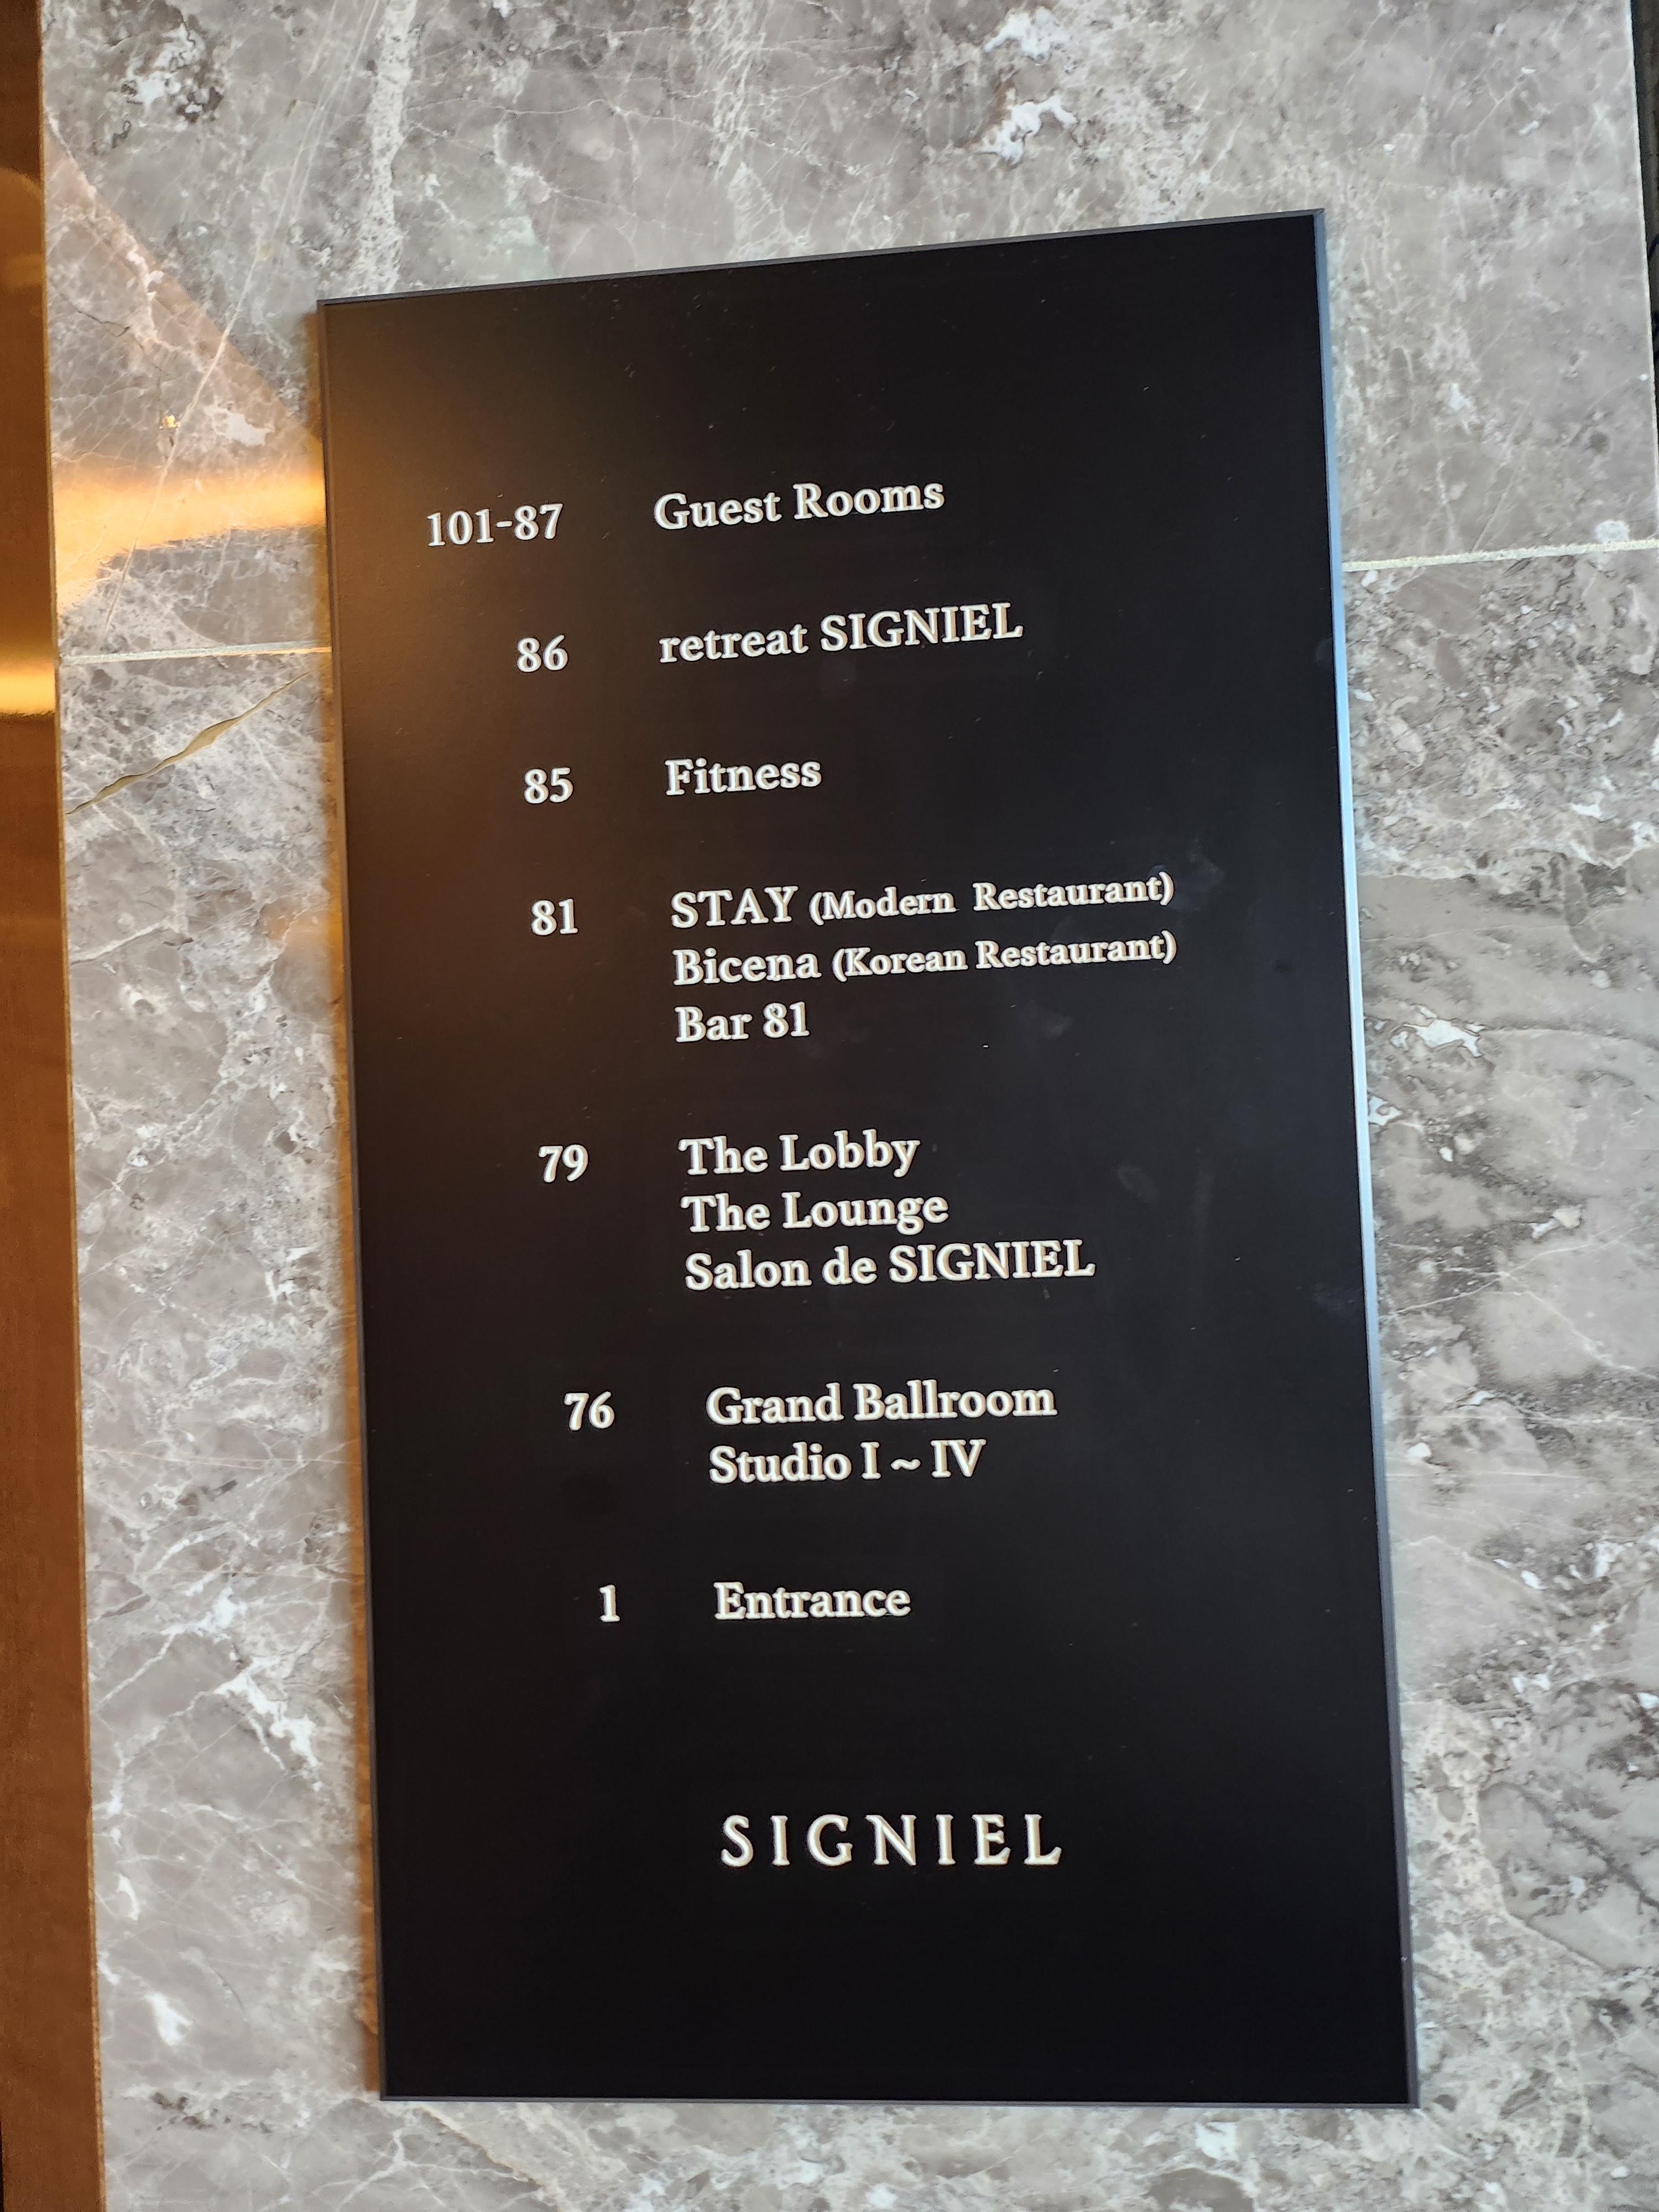 101-87 Guest Rooms
86 retreat SIGNIEL
85 Fitness
81 STAY (Modern Restaurant)
Bicena (Korean Restaurant)
Bar 81
79 The Lobby
The Lounge
Salon de SIGNIEL
76 Grand Ballroom
Studio I ~ IV
1 Entrance
SIGNIEL